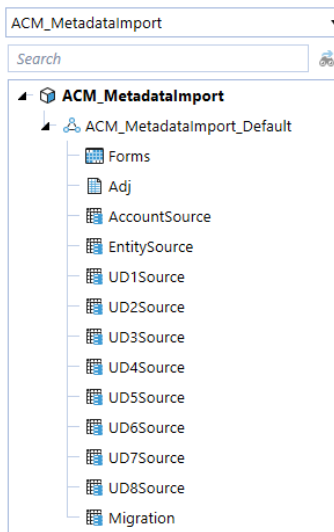 ACM_MetadataImport
Search
ACM_MetadataImport
ACM_MetadataImport_Default
Forms
Adj
AccountSource
EntitySource
UD1Source
UD2Source
UD3Source
UD4Source
UD5Source
UD6Source
UD7Source
UD8Source
Migration